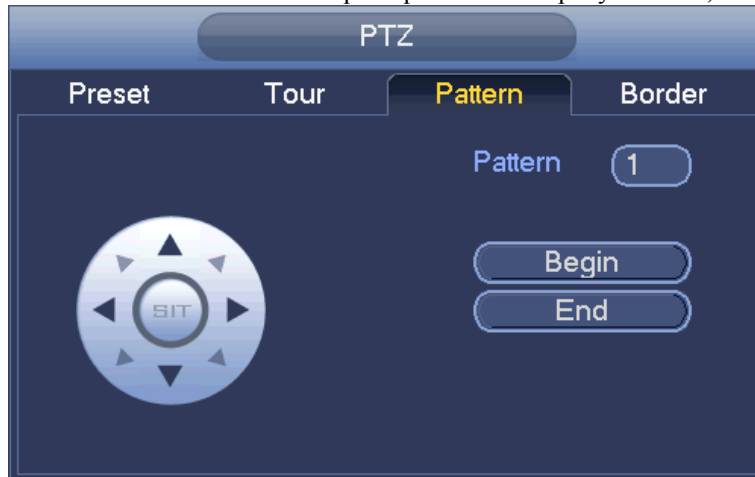 PTZ
Preset Tour Pattern Border
Pattern 1
Begin
SIT
End